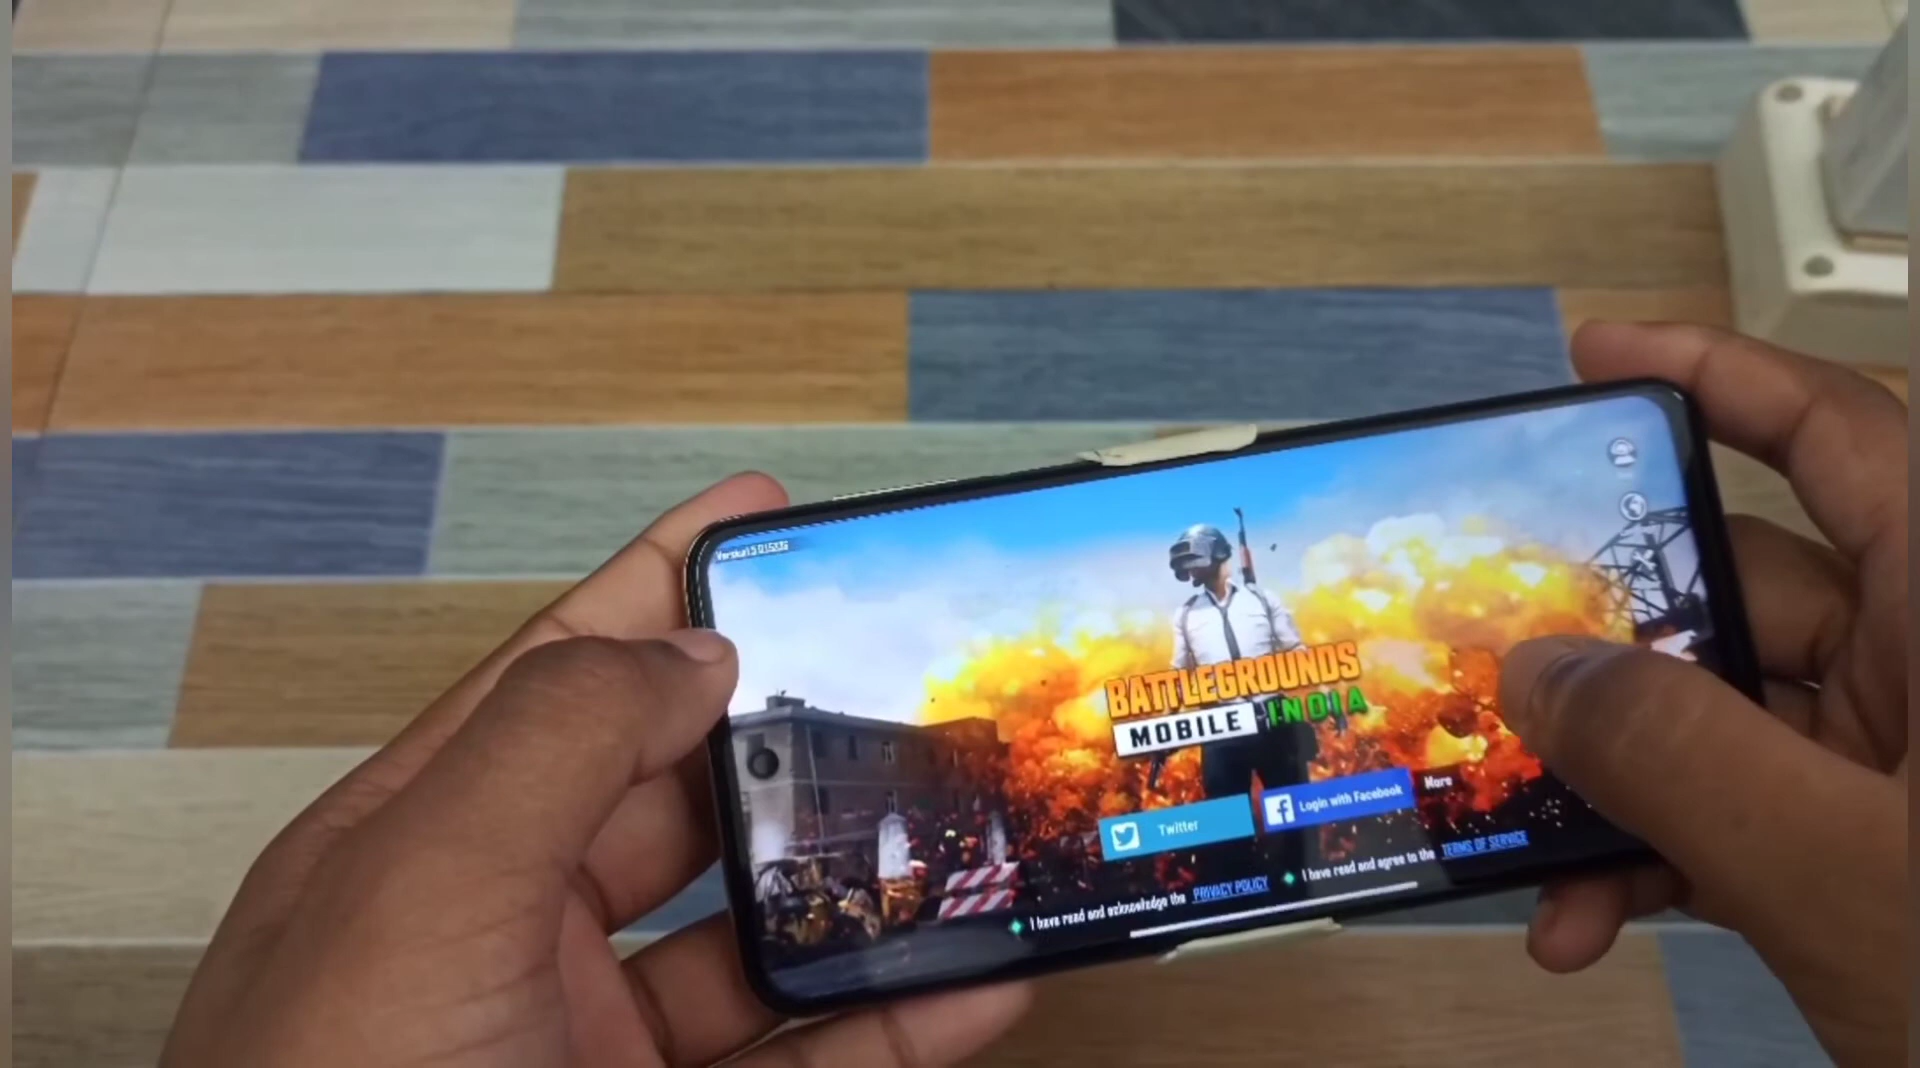 BATTLEGROUNDS
MOBILE INDIA
Twitter
Login with Facebook
More
I have read and acknowledge the PRIVACY POLICY
I have read and agree to the TERMS OF SERVICE